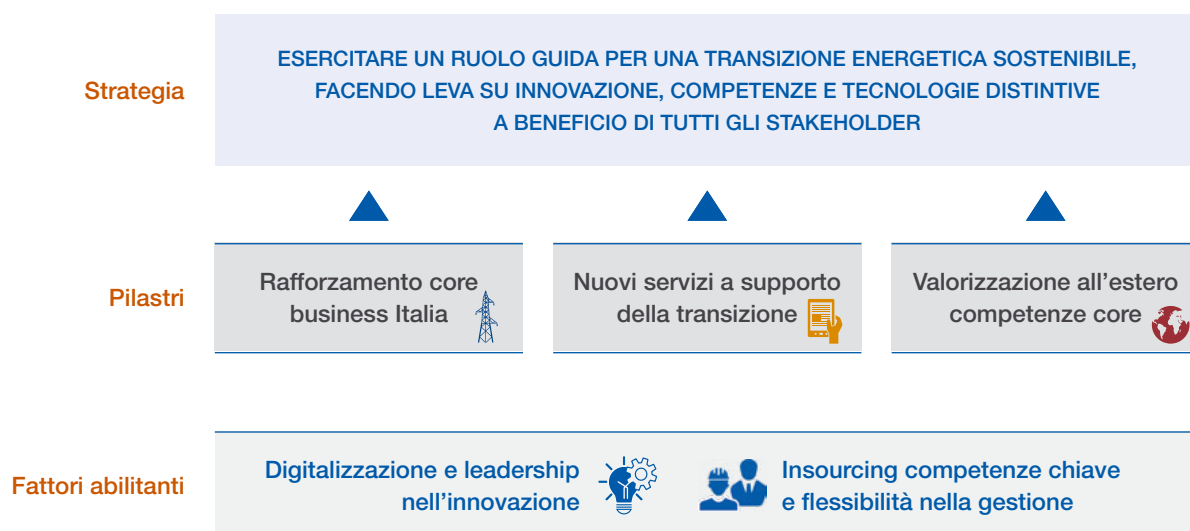 Strategia
ESERCITARE UN RUOLO GUIDA PER UNA TRANSIZIONE ENERGETICA SOSTENIBILE,
FACENDO LEVA SU INNOVAZIONE, COMPETENZE E TECNOLOGIE DISTINTIVE
A BENEFICIO DI TUTTI GLI STAKEHOLDER
Pilastri
Rafforzamento core
business Italia
Nuovi servizi a supporto
della transizione
Valorizzazione all'estero
competenze core
Fattori abilitanti
Digitalizzazione e leadership
nell'innovazione
Insourcing competenze chiave
e flessibilità nella gestione